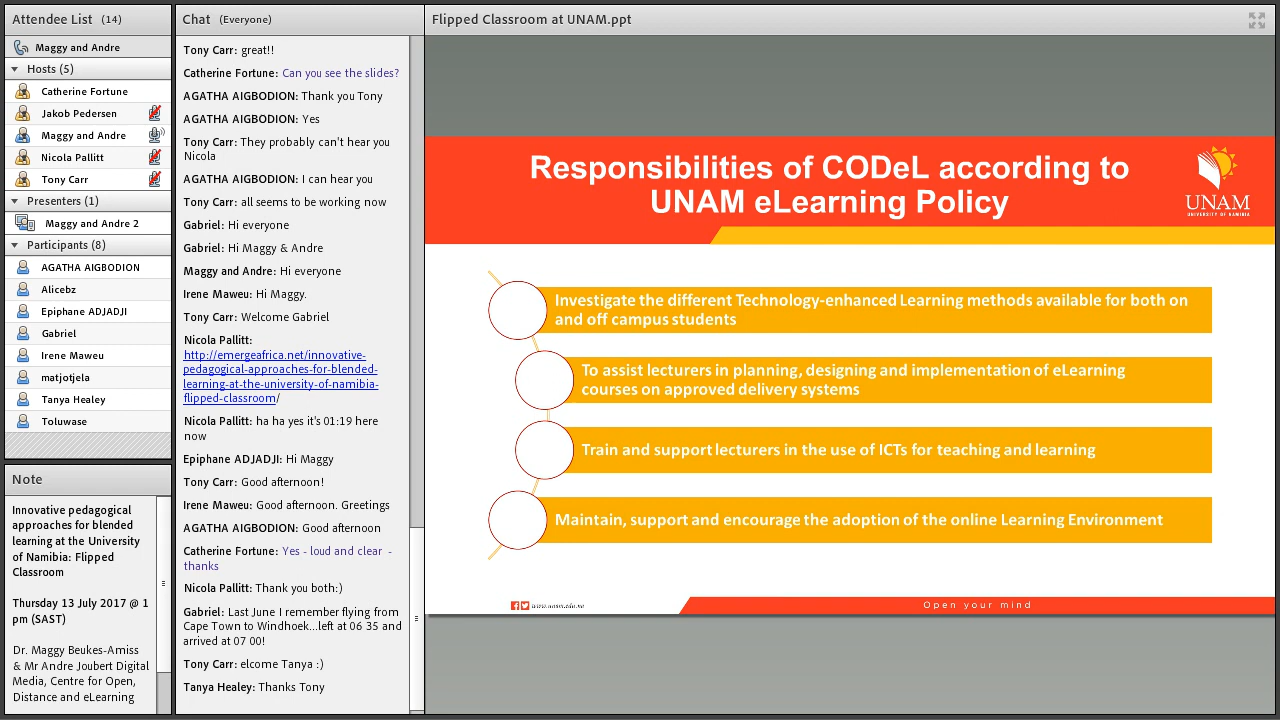 Attendee List (14)
Maggy and Andre
Hosts (5)
Catherine Fortune
Jakob Pedersen
Maggy and Andre
Nicola Pallitt
Tony Carr
Presenters (1)
Maggy and Andre 2
Participants (8)
AGATHA AIGBODION
Alicebz
Epiphane ADJADJI
Gabriel
Irene Maweu
matjotjela
Tanya Healey
Toluwase
Note
Innovative pedagogical
approaches for blended
learning at the University
of Namibia: Flipped
Classroom
Thursday 13 July 2017 @ 1
pm (SAST)
Dr. Maggy Beukes-Amiss
& Mr Andre Joubert Digital
Media, Centre for Open,
Distance and eLearning
Chat (Everyone)
Tony Carr: great!!
Catherine Fortune: Can you see the slides?
AGATHA AIGBODION: Thank you Tony
AGATHA AIGBODION: Yes
Tony Carr: They probably can't hear you
Nicola
AGATHA AIGBODION: I can hear you
Tony Carr: all seems to be working now
Gabriel: Hi everyone
Gabriel: Hi Maggy & Andre
Maggy and Andre: Hi everyone
Irene Maweu: Hi Maggy.
Tony Carr: Welcome Gabriel
Nicola Pallitt:
http://emergeafrica.net/innovative-
pedagogical-approaches-for-blended-
learning-at-the-university-of-namibia-
flipped-classroom/
Nicola Pallitt: ha ha yes it's 01:19 here
now
Epiphane ADJADJI: Hi Maggy
Tony Carr: Good afternoon!
Irene Maweu: Good afternoon. Greetings
AGATHA AIGBODION: Good afternoon
Catherine Fortune: Yes - loud and clear -
thanks
Nicola Pallitt: Thank you both:)
Gabriel: Last June I remember flying from
Cape Town to Windhoek...left at 06 35 and
arrived at 07 00!
Tony Carr: elcome Tanya :)
Tanya Healey: Thanks Tony
Flipped Classroom at UNAM.ppt
Responsibilities of CODeL according to
UNAM eLearning Policy
UNAM
UNIVERSITY OF NAMIBIA
Investigate the different Technology-enhanced Learning methods available for both on
and off campus students
To assist lecturers in planning, designing and implementation of eLearning
courses on approved delivery systems
Train and support lecturers in the use of ICTs for teaching and learning
Maintain, support and encourage the adoption of the online Learning Environment
www.unam.edu.na
Open your mind